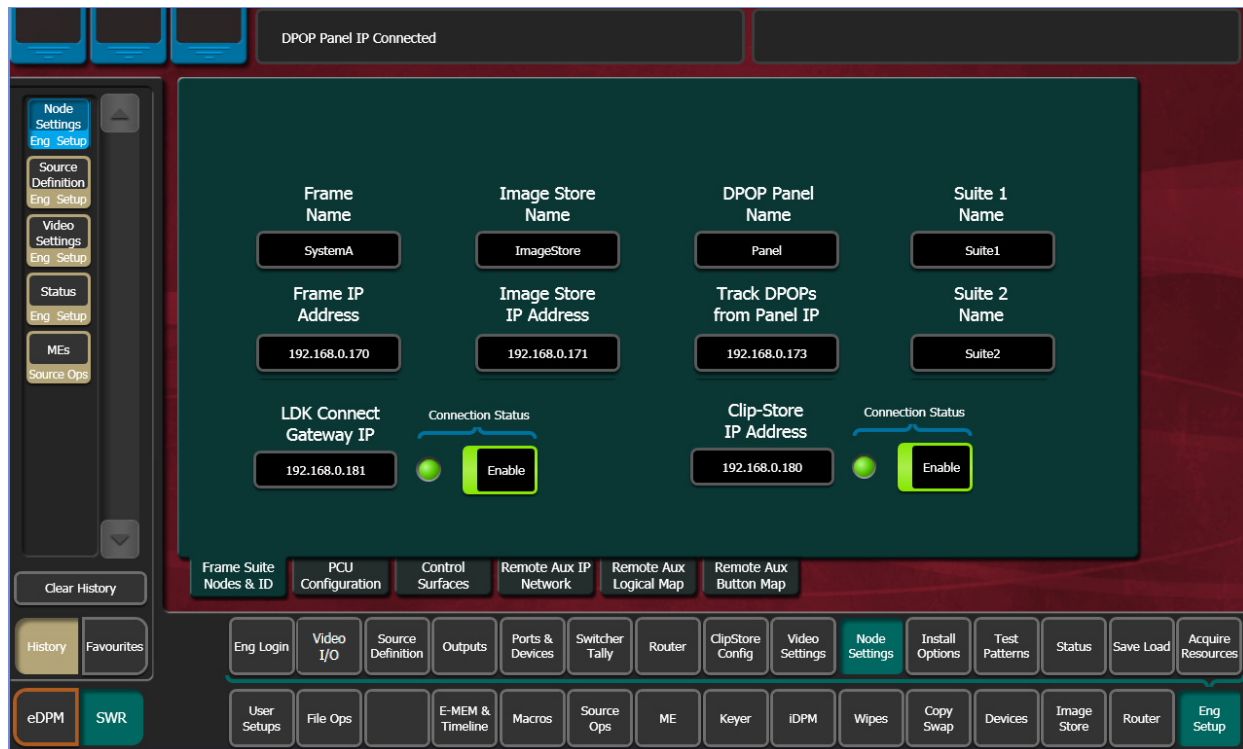 DPOP Panel IP Connected
Node
Settings
Eng Setup
Source
Definition
Eng Setup
Video
Settings
Eng Setup
Status
Eng Setup
MEs
Source Ops
Clear History
History
Favourites
eDPM
SWR
Frame
Name
SystemA
Image Store
Name
ImageStore
DPOP Panel
Name
Panel
Suite 1
Name
Suite1
Frame IP
Address
192.168.0.170
Image Store
IP Address
192.168.0.171
Track DPOPs
from Panel IP
192.168.0.173
Suite 2
Name
Suite2
LDK Connect
Gateway IP
192.168.0.181
Connection Status
Enable
Clip-Store
IP Address
192.168.0.180
Connection Status
Enable
Frame Suite
Nodes & ID
PCU
Configuration
Control
Surfaces
Remote Aux IP
Network
Remote Aux
Logical Map
Remote Aux
Button Map
Eng Login
Video
I/O
Source
Definition
Outputs
Ports &
Devices
Switcher
Tally
Router
ClipStore
Config
Video
Settings
Node
Settings
Install
Options
Test
Patterns
Status
Save Load
Acquire
Resources
User
Setups
File Ops
E-MEM &
Timeline
Macros
Source
Ops
ME
Keyer
iDPM
Wipes
Copy
Swap
Devices
Image
Store
Router
Eng
Setup